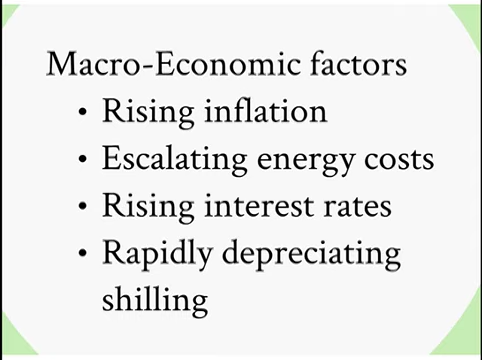 Macro-Economic factors
• Rising inflation
• Escalating energy costs
• Rising interest rates
• Rapidly depreciating
shilling